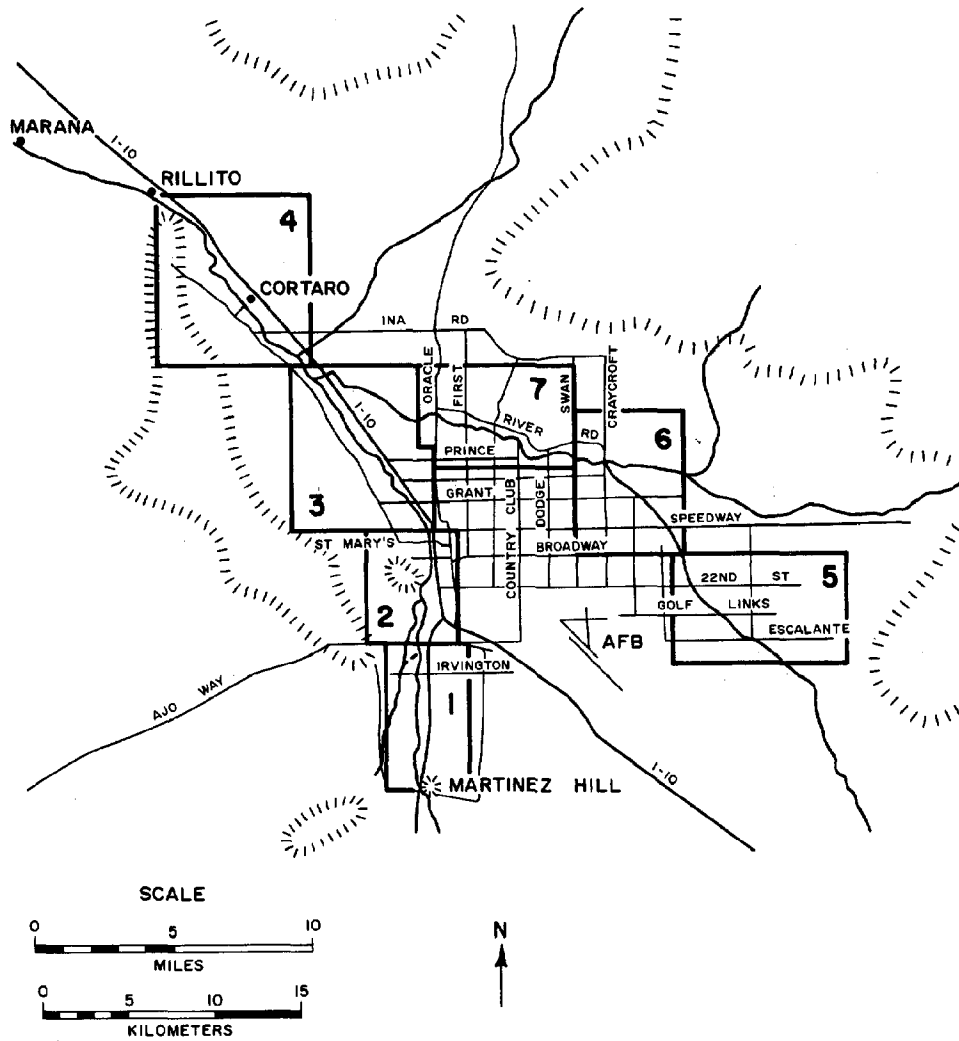 MARANA
I-10
RILLITO
4
CORTARO
INA RD
ORACLE
FIRST
7
SWAN
CRAYCROFT
I-10
RIVER RD
6
PRINCE
GRANT
COUNTRY CLUB
DODGE
3
SPEEDWAY
ST MARY'S
BROADWAY
22ND ST
5
GOLF LINKS
2
AFB
ESCALANTE
IRVINGTON
AJO WAY
1
I-10
MARTINEZ HILL
SCALE
0 5 10
MILES
N
0 5 10 15
KILOMETERS